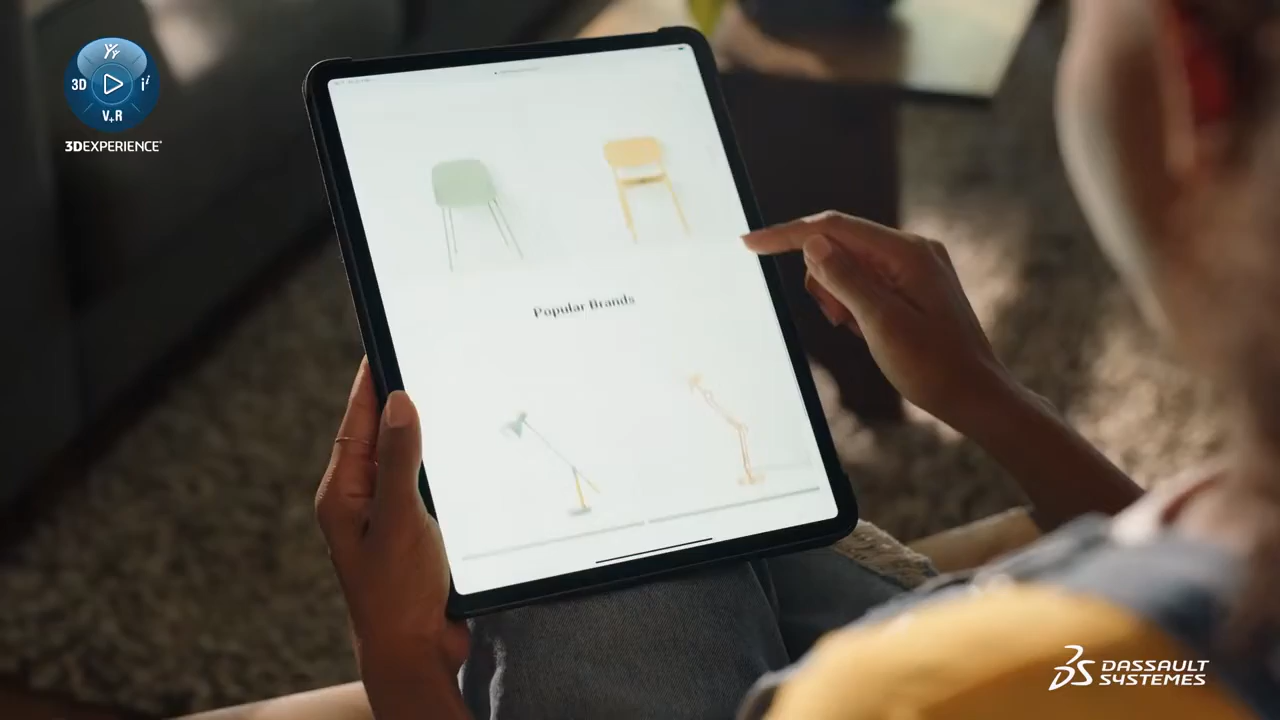 3D
V+R
3DEXPERIENCE
Popular Brands
DASSAULT
SYSTEMES